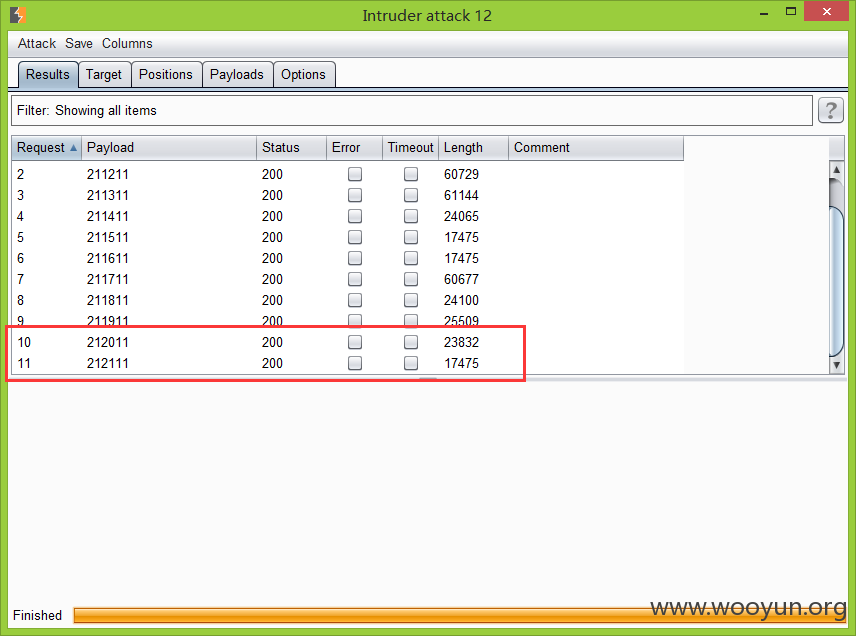 Intruder attack 12
Attack Save Columns
Results Target Positions Payloads Options
Filter: Showing all items
?
Request Payload Status Error Timeout Length Comment
2 211211 200 60729
3 211311 200 61144
4 211411 200 24065
5 211511 200 17475
6 211611 200 17475
7 211711 200 60677
8 211811 200 24100
9 211911 200 25509
10 212011 200 23832
11 212111 200 17475
Finished
www.wooyun.org